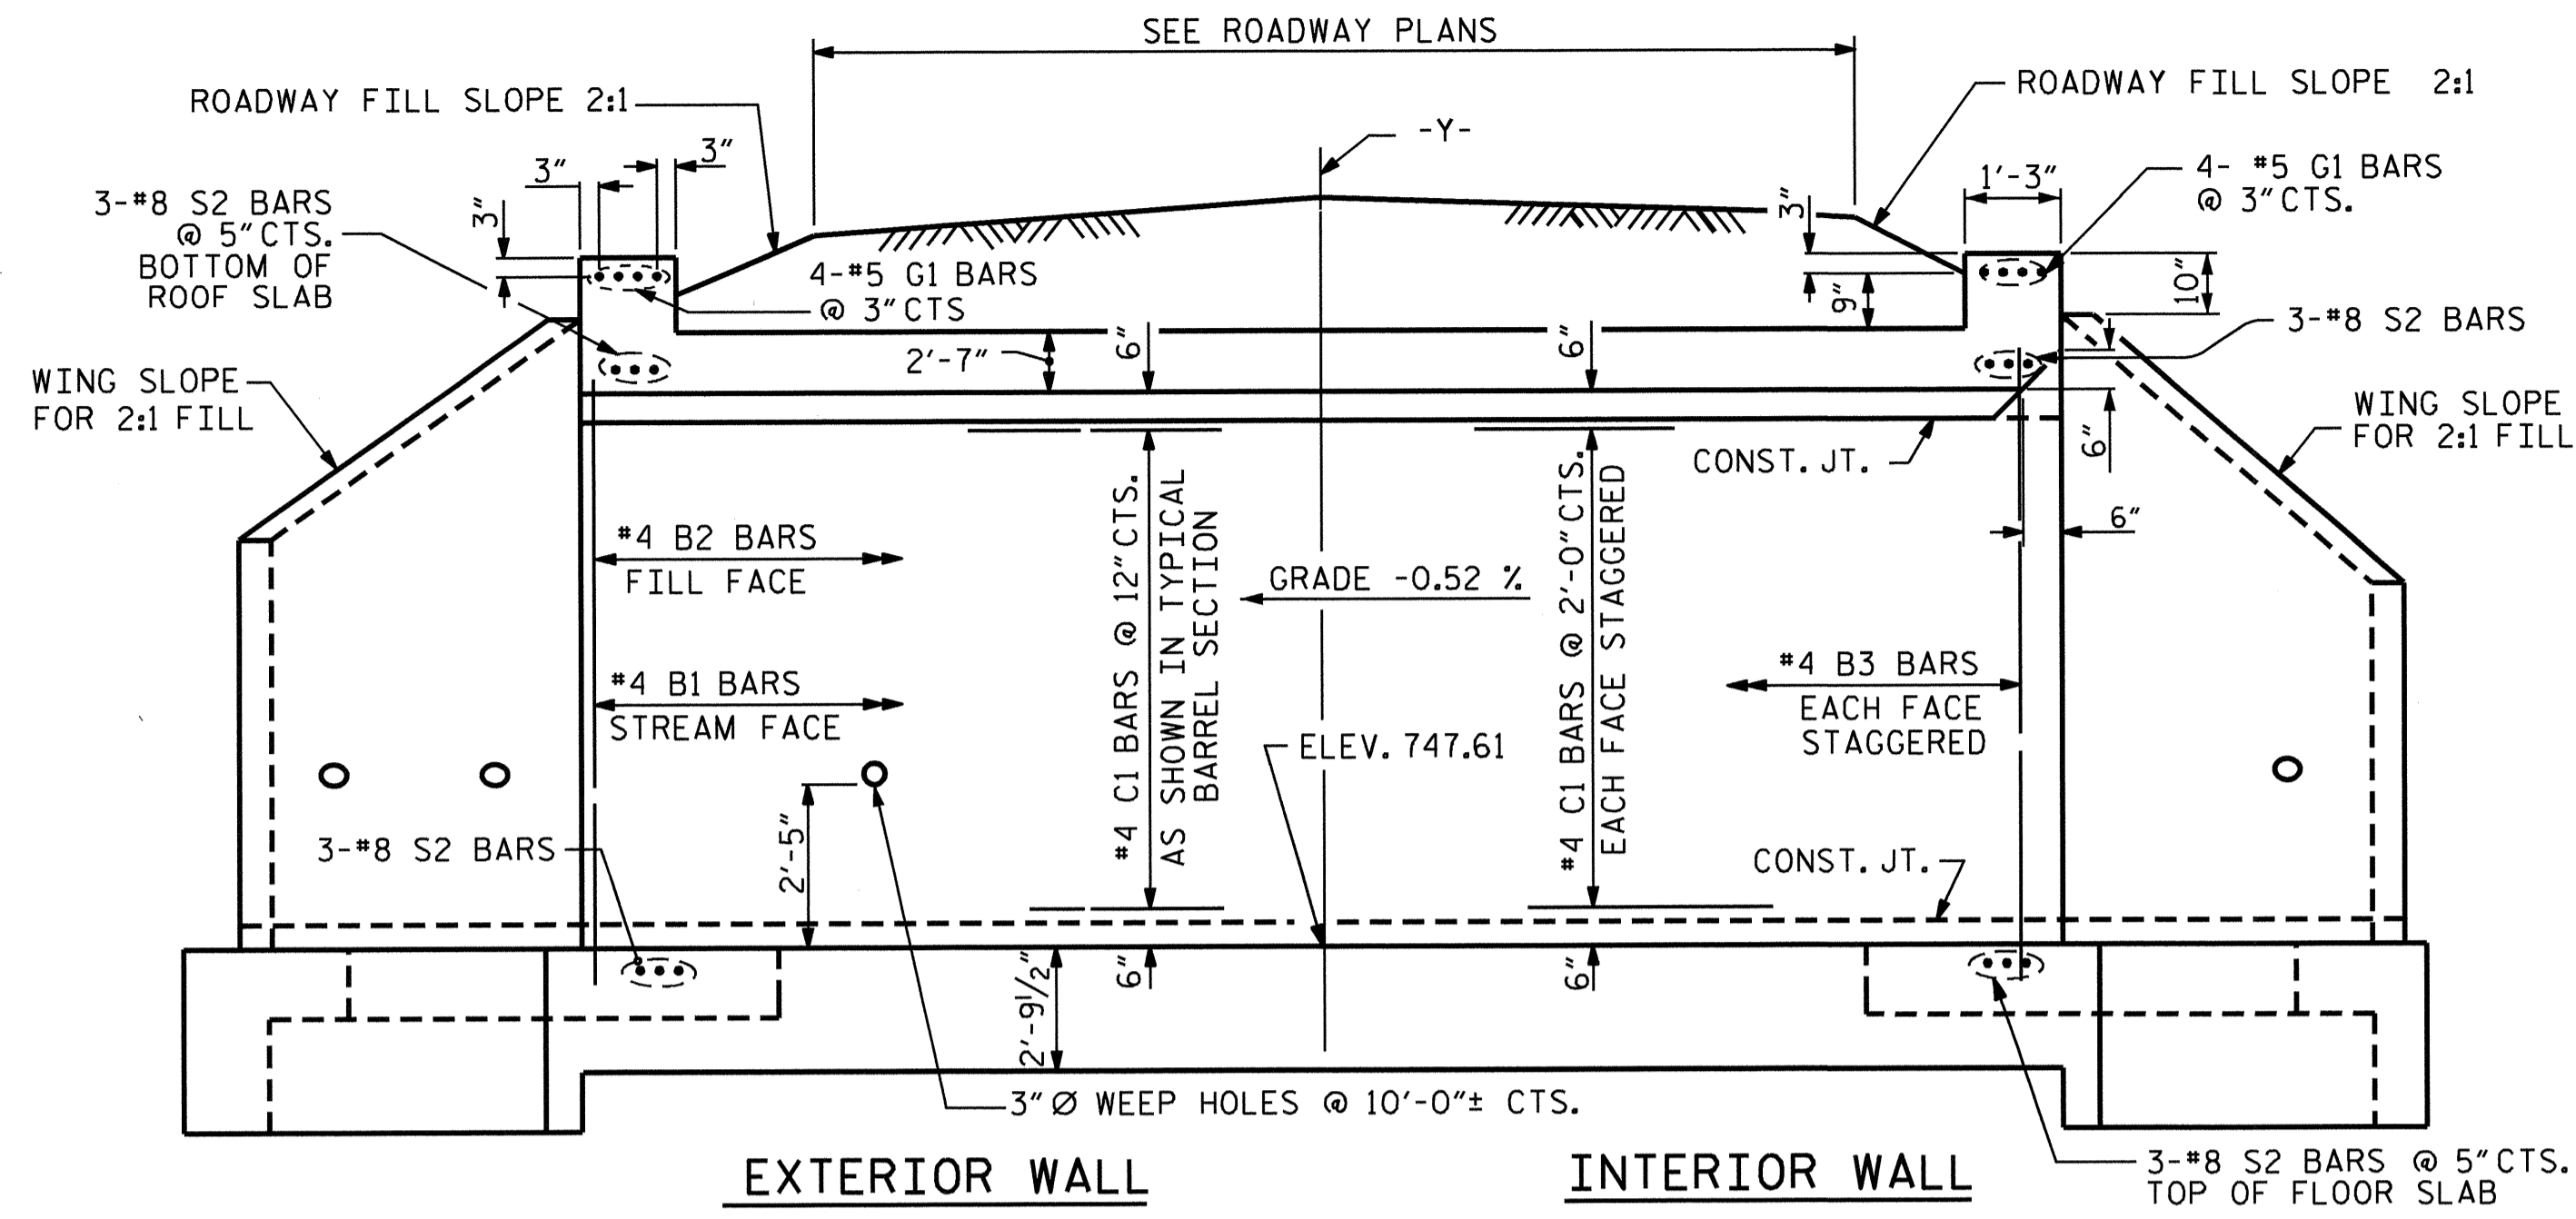 SEE ROADWAY PLANS
ROADWAY FILL SLOPE 2:1
ROADWAY FILL SLOPE 2:1
-Y-
3"
3"
3"
3-#8 S2 BARS
@ 5"CTS.
BOTTOM OF
ROOF SLAB
4-#5 G1 BARS
@ 3"CTS
3"
1'-3"
4- #5 G1 BARS
@ 3"CTS.
9"
10"
3-#8 S2 BARS
2'-7"
6"
6"
WING SLOPE
FOR 2:1 FILL
WING SLOPE
FOR 2:1 FILL
CONST. JT.
6"
6"
#4 B2 BARS
FILL FACE
#4 C1 BARS @ 12"CTS.
AS SHOWN IN TYPICAL
BARREL SECTION
GRADE -0.52 %
#4 C1 BARS @ 2'-0"CTS.
EACH FACE STAGGERED
#4 B1 BARS
STREAM FACE
#4 B3 BARS
EACH FACE
STAGGERED
ELEV. 747.61
3-#8 S2 BARS
2'-5"
CONST. JT.
2'-9 1/2"
6"
6"
3" Ø WEEP HOLES @ 10'-0"± CTS.
EXTERIOR WALL
INTERIOR WALL
3-#8 S2 BARS @ 5"CTS.
TOP OF FLOOR SLAB